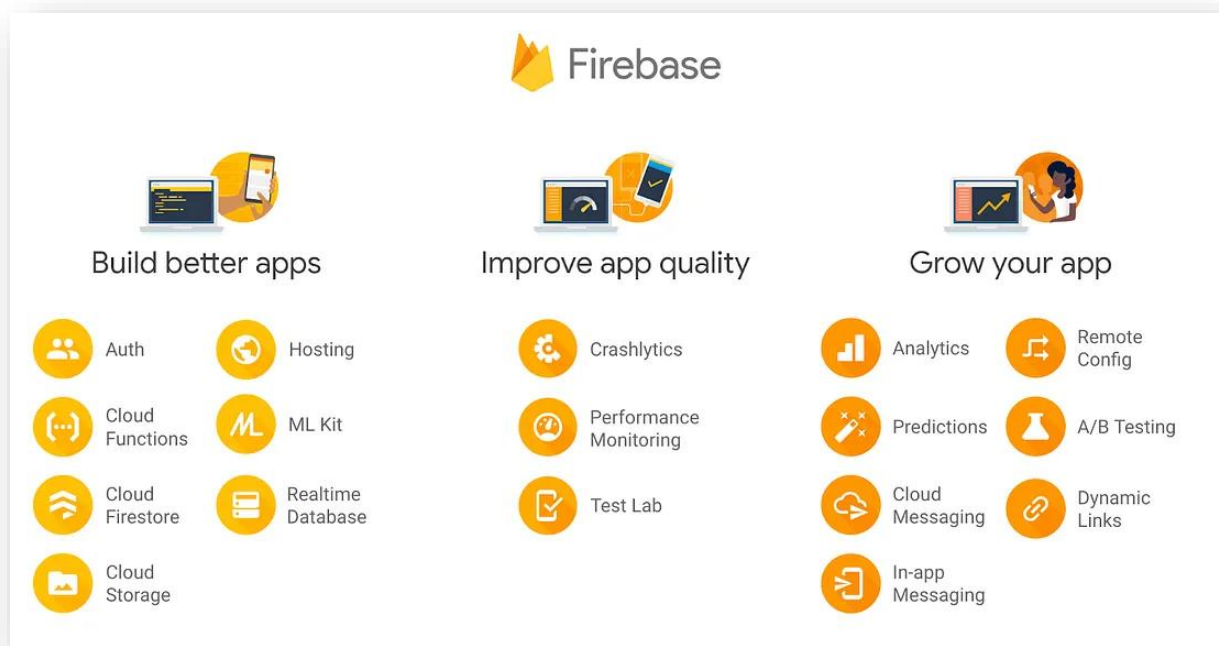 Firebase
Build better apps
Auth
Hosting
Cloud
Functions
ML Kit
Cloud
Firestore
Realtime
Database
Cloud
Storage
Improve app quality
Crashlytics
Performance
Monitoring
Test Lab
Grow your app
Analytics
Remote
Config
Predictions
A/B Testing
Cloud
Messaging
Dynamic
Links
In-app
Messaging